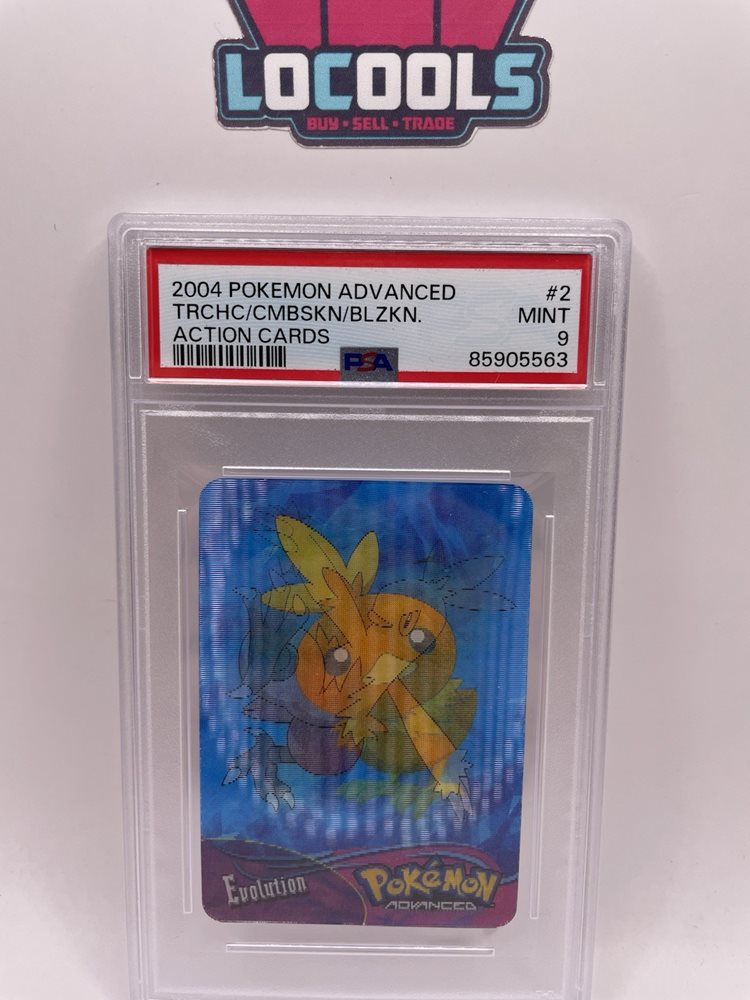 LOCOOLS
BUY • SELL • TRADE
2004 POKEMON ADVANCED #2
TRCHC/CMBSKN/BLZKN. MINT
ACTION CARDS 9
PSA 85905563
Evolution
POKéMON
ADVANCED